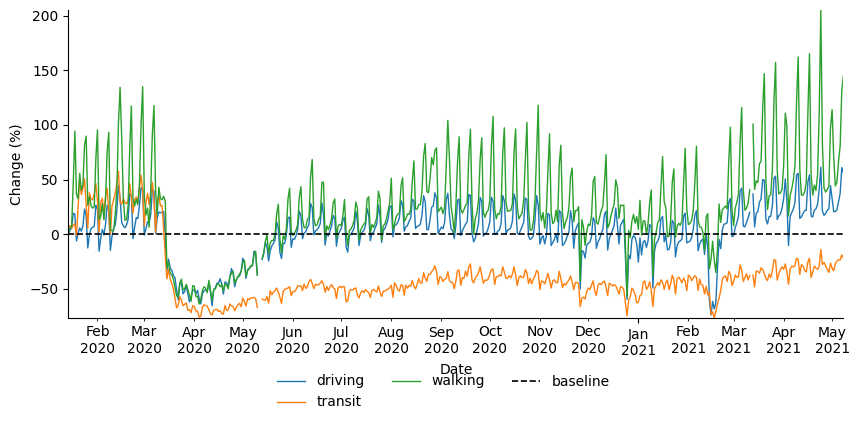 200
150
100
50
0
−50
Change (%)
Feb Mar Apr May Jun Jul Aug Sep Oct Nov Dec Jan Feb Mar Apr May
2020 2020 2020 2020 2020 2020 2020 2020 2020 2020 2020 2021 2021 2021 2021 2021
Date
driving walking baseline
transit